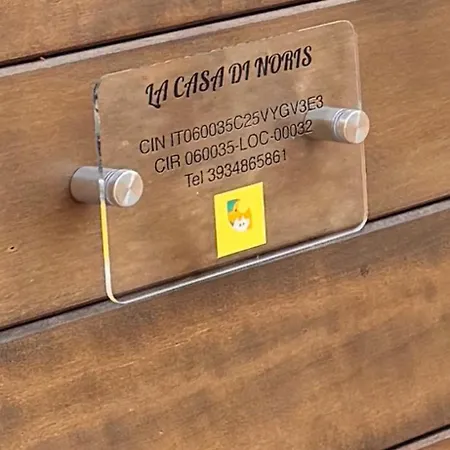 LA CASA DI NORIS
CIN IT060035C25VYGV3E3
CIR 060035-LOC-00032
Tel 3934865861